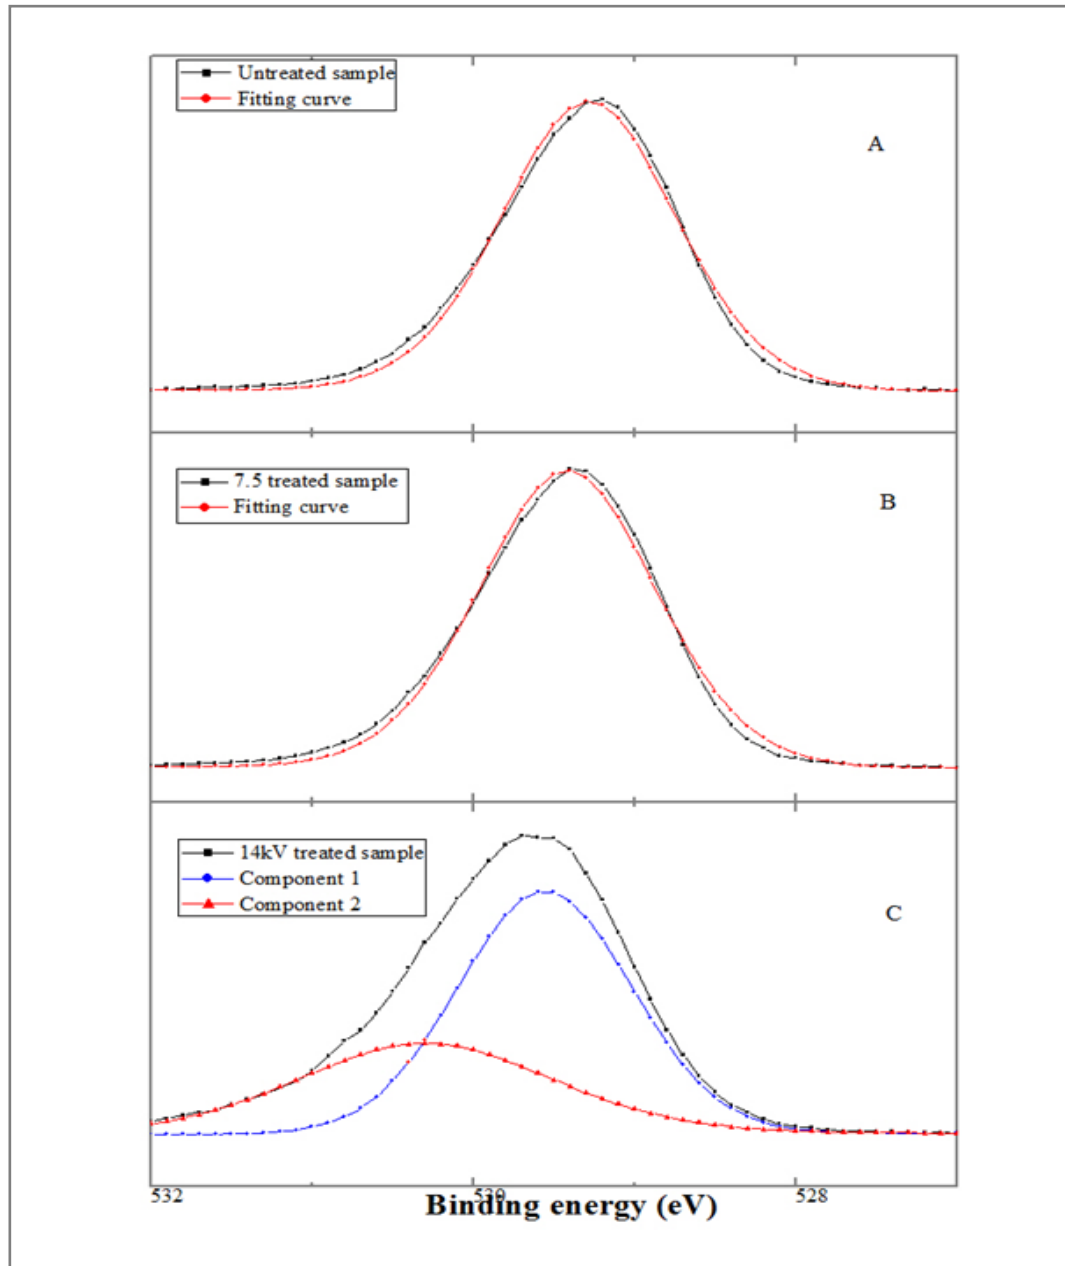 Untreated sample
Fitting curve
A
7.5 treated sample
Fitting curve
B
14kV treated sample
Component 1
Component 2
C
532 530 528
Binding energy (eV)